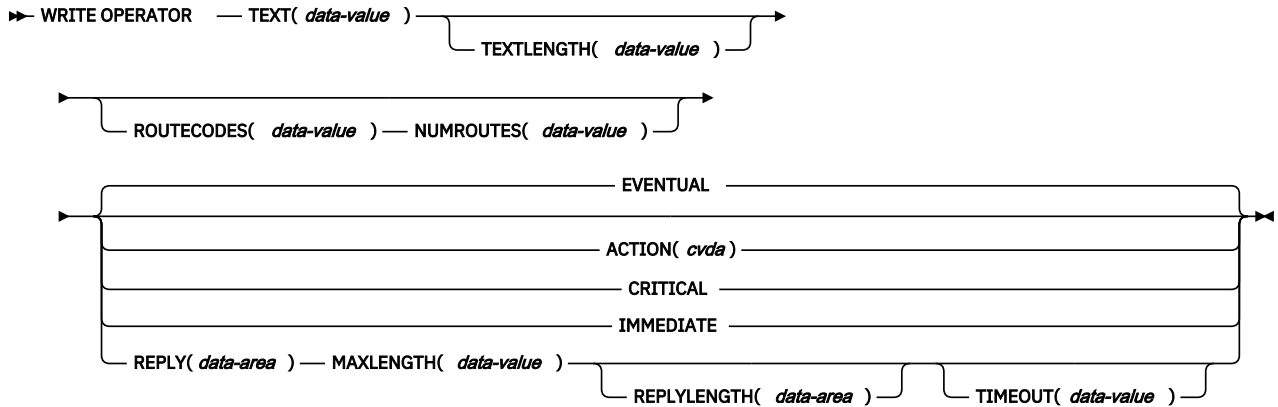 WRITE OPERATOR TEXT( data-value )
TEXTLENGTH( data-value )
ROUTECODES( data-value ) NUMROUTES( data-value )
EVENTUAL
ACTION( cvda )
CRITICAL
IMMEDIATE
REPLY( data-area ) MAXLENGTH( data-value )
REPLYLENGTH( data-area ) TIMEOUT( data-value )